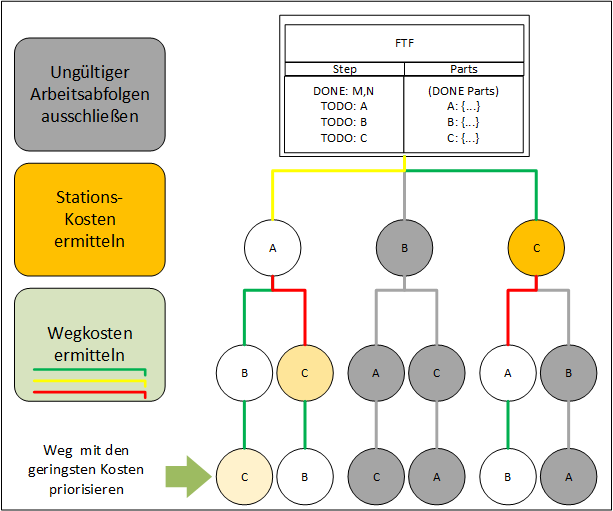 Ungültiger
Arbeitsabfolgen
ausschließen
Stations-
Kosten
ermitteln
Wegkosten
ermitteln
Weg mit den
geringsten Kosten
priorisieren
FTF
Step Parts
DONE: M,N (DONE Parts)
TODO: A A: {...}
TODO: B B: {...}
TODO: C C: {...}
A B C
B C A C A B
C B C A B A